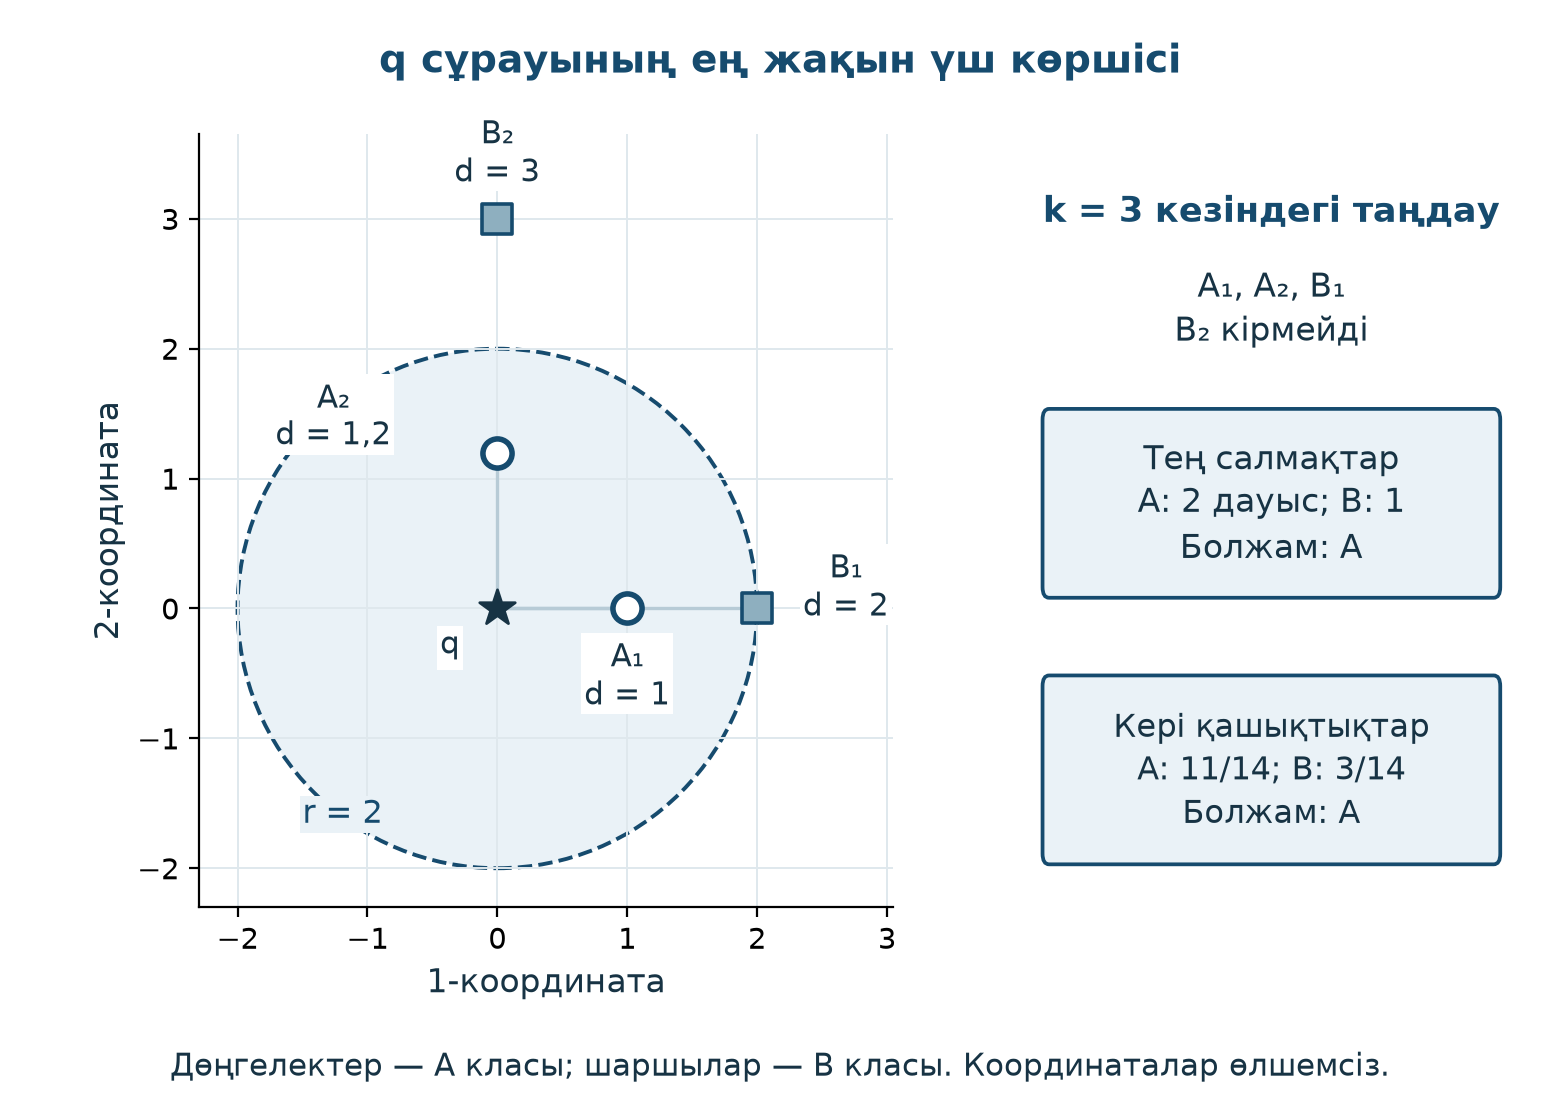 q сұрауының ең жақын үш көршісі
B₂
d = 3
A₂
d = 1,2
B₁
d = 2
q
A₁
d = 1
r = 2
3
2
1
0
−1
−2
−2
−1
0
1
2
3
2-координата
1-координата
k = 3 кезіндегі таңдау
A₁, A₂, B₁
B₂ кірмейді
Тең салмақтар
A: 2 дауыс; B: 1
Болжам: A
Кері қашықтықтар
A: 11/14; B: 3/14
Болжам: A
Дөңгелектер — A класы; шаршылар — B класы. Координаталар өлшемсіз.